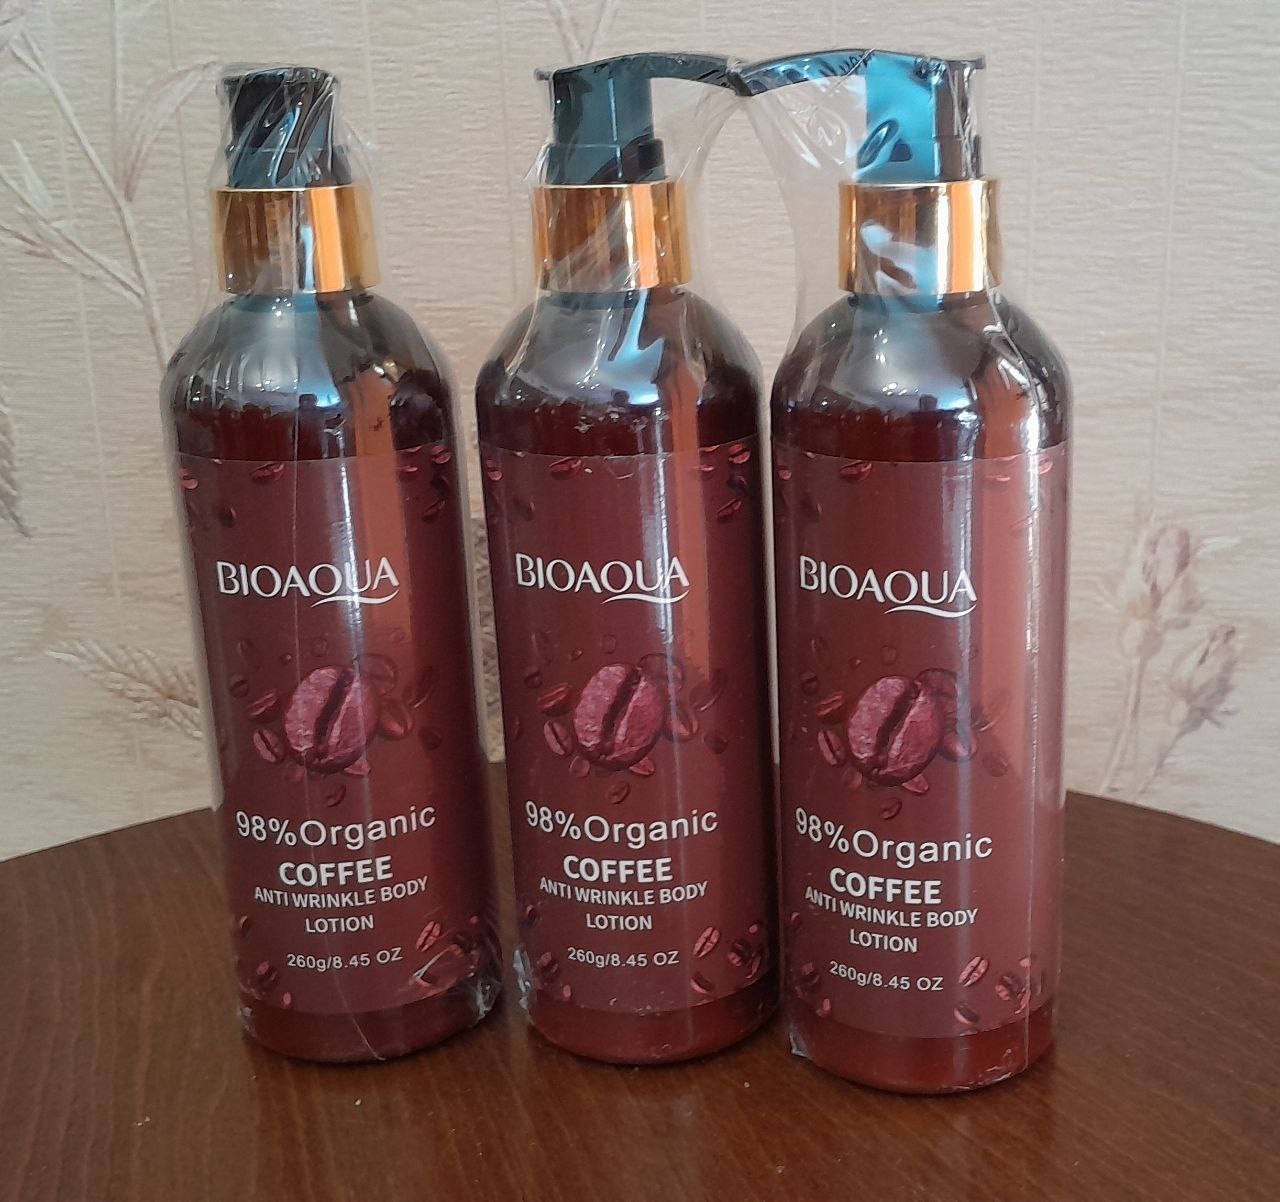 BIOAQUA
98%Organic
COFFEE
ANTI WRINKLE BODY
LOTION
260g/8.45 OZ
BIOAQUA
98%Organic
COFFEE
ANTI WRINKLE BODY
LOTION
260g/8.45 OZ
BIOAQUA
98%Organic
COFFEE
ANTI WRINKLE BODY
LOTION
260g/8.45 OZ